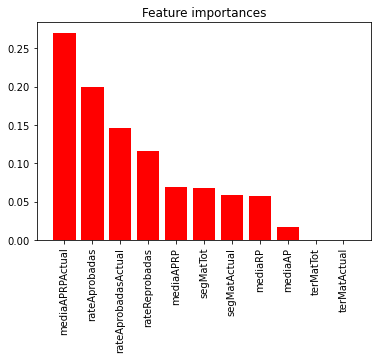 Feature importances
0.25
0.20
0.15
0.10
0.05
0.00
mediaAPRPActual
rateAprobadas
rateAprobadasActual
rateReprobadas
mediaAPRP
segMatTot
segMatActual
mediaRP
mediaAP
terMatTot
terMatActual